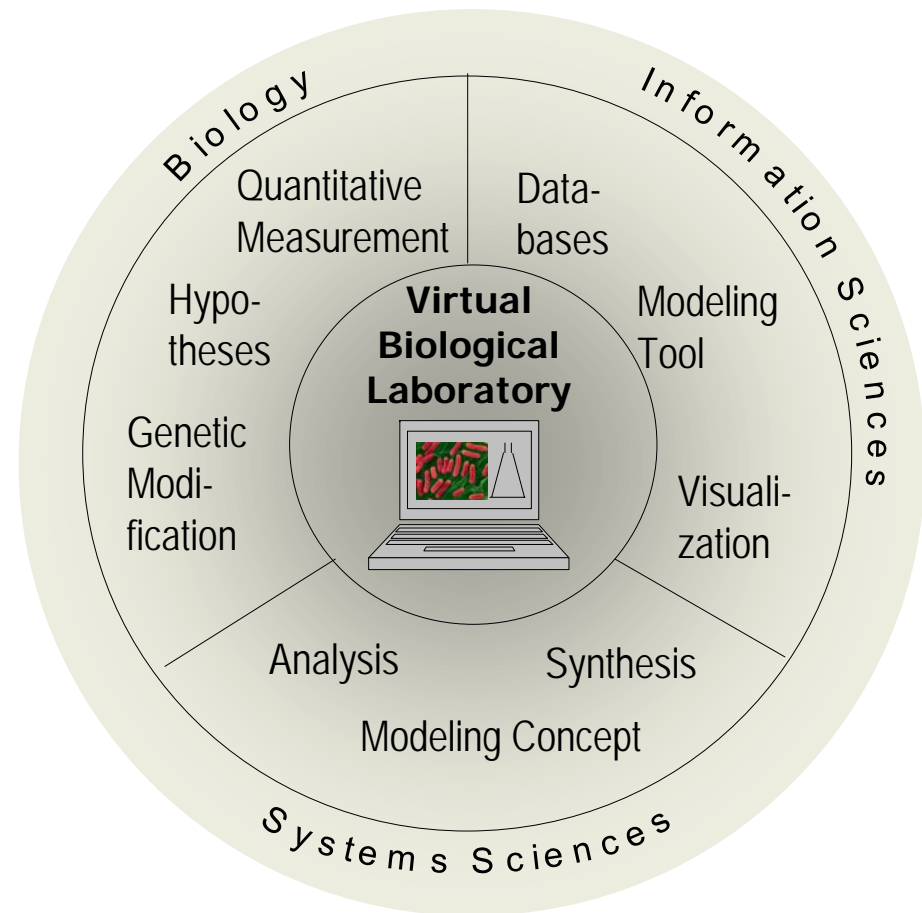 Biology
Information Sciences
Quantitative
Measurement
Data-
bases
Hypo-
theses
Virtual
Biological
Laboratory
Modeling
Tool
Genetic
Modi-
fication
Visuali-
zation
Analysis
Synthesis
Modeling Concept
Systems Sciences